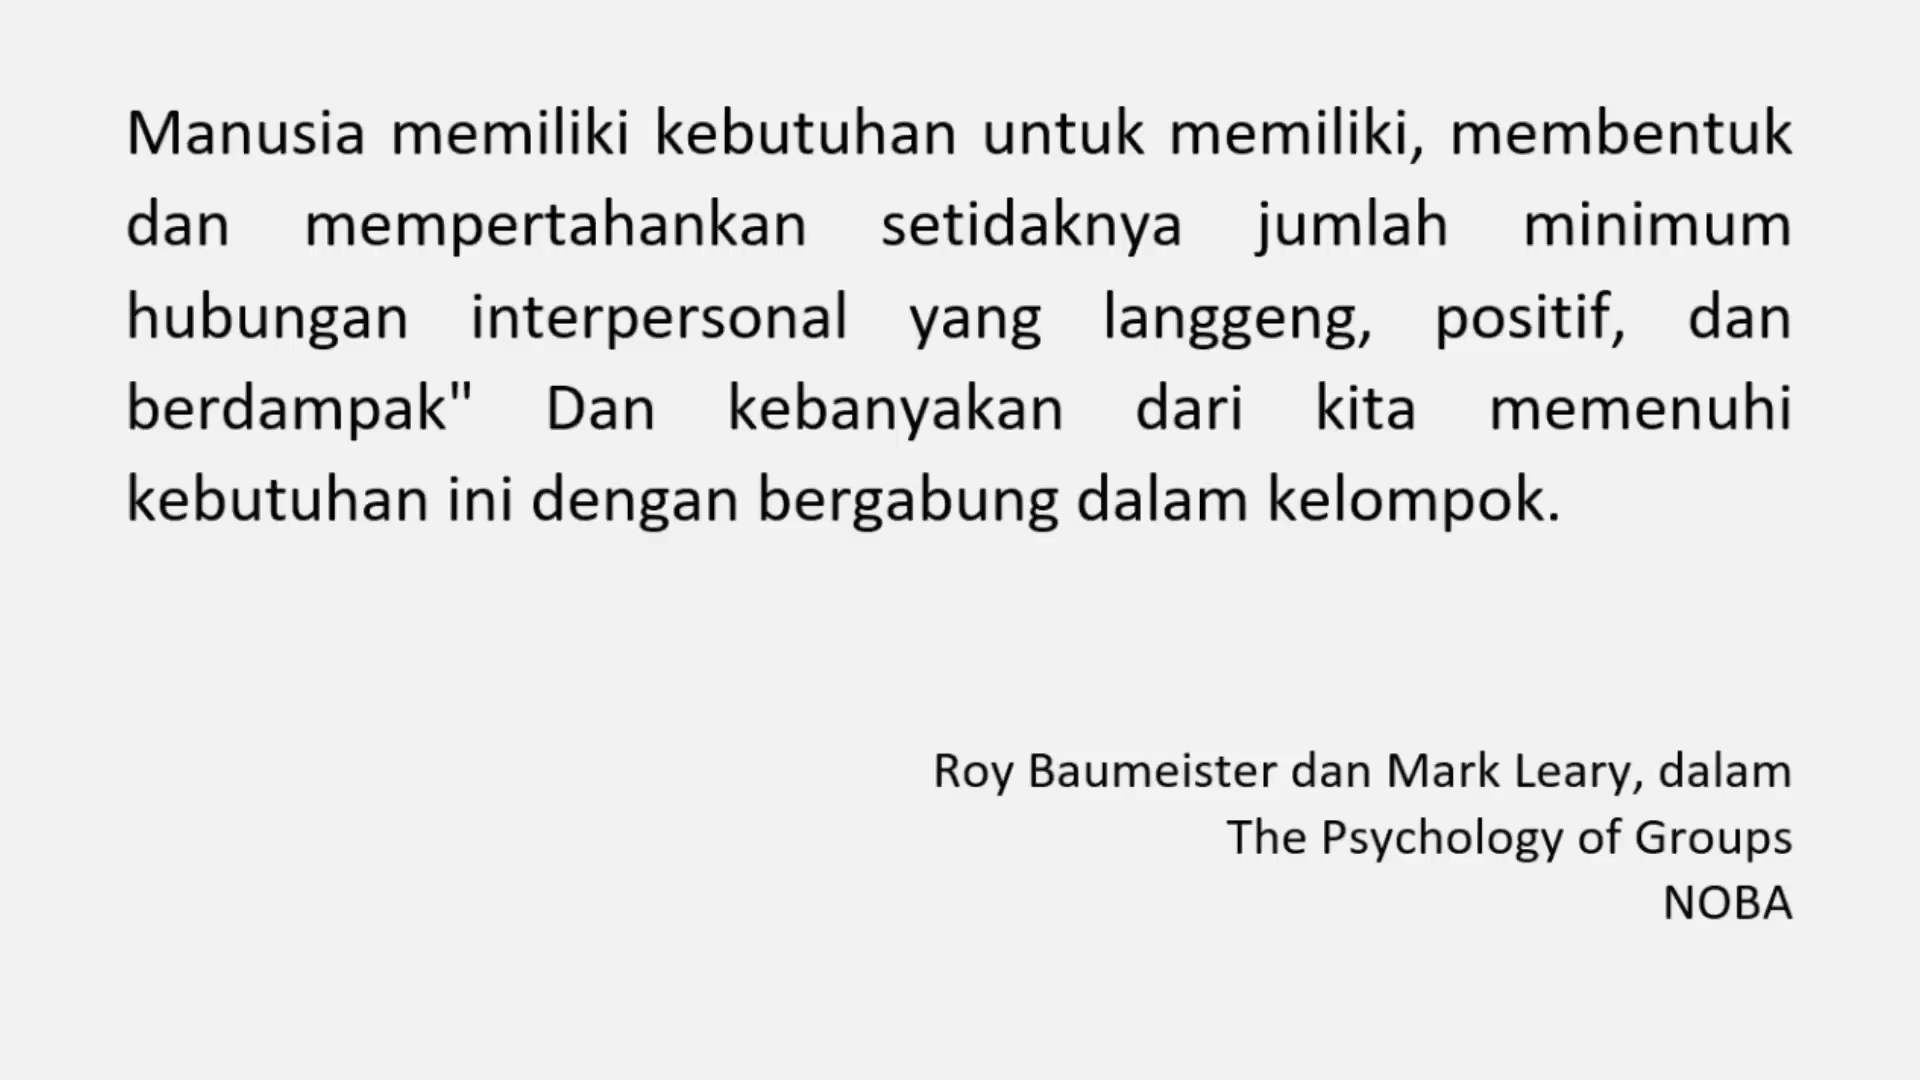 Manusia memiliki kebutuhan untuk memiliki, membentuk
dan mempertahankan setidaknya jumlah minimum
hubungan interpersonal yang langgeng, positif, dan
berdampak" Dan kebanyakan dari kita memenuhi
kebutuhan ini dengan bergabung dalam kelompok.
Roy Baumeister dan Mark Leary, dalam
The Psychology of Groups
NOBA